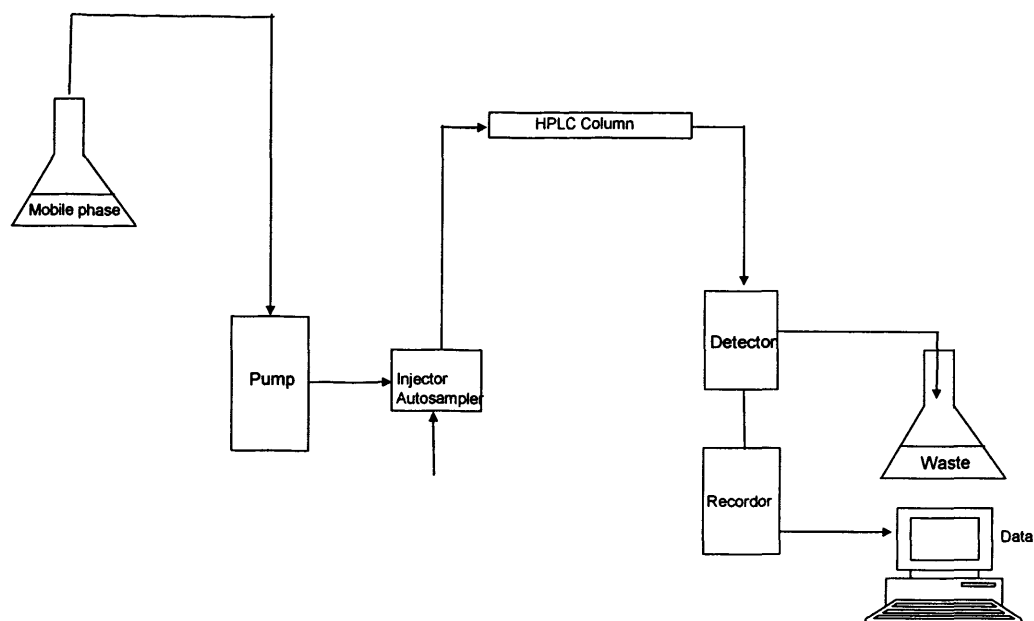 HPLC Column
Mobile phase
Detector
Pump
Injector
Autosampler
Waste
Recordor
Data